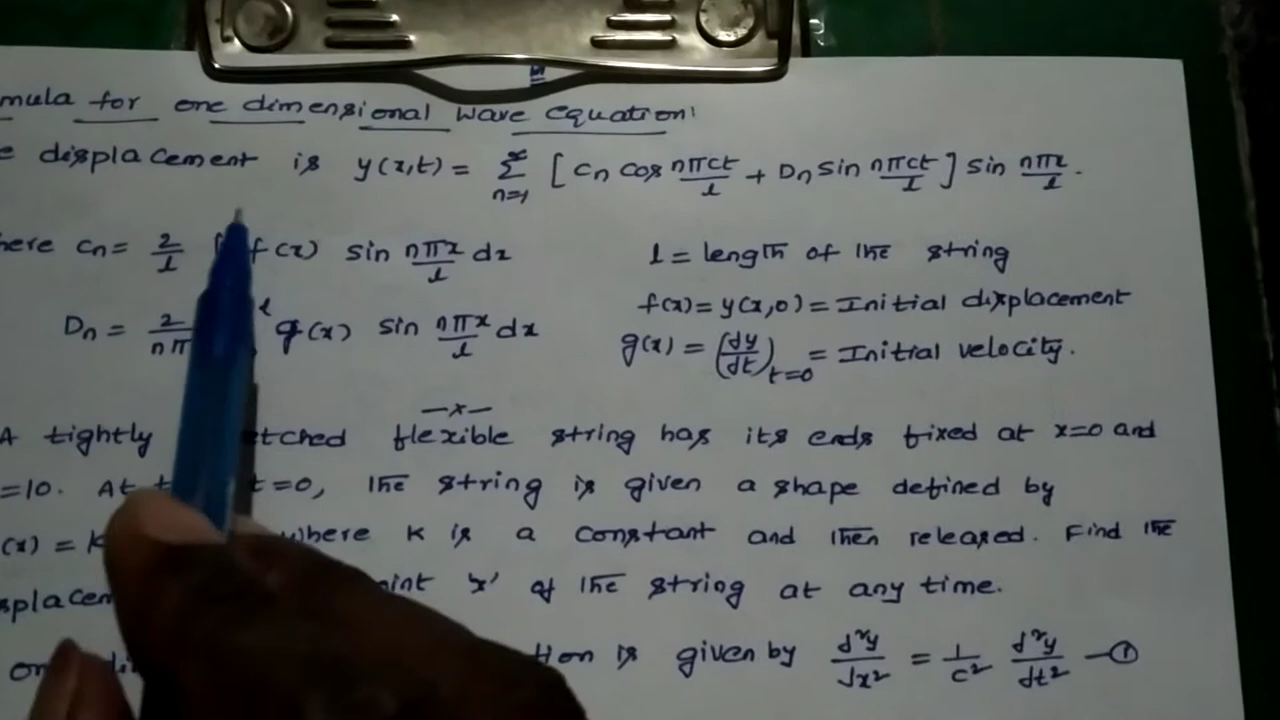 mula for one dimensional wave equation:
e displacement is y(x,t) = ∞ Σ n=1 [Cn cos nπct/l + Dn sin nπct/l] sin nπx/l.
here Cn = 2/l f(x) sin nπx/l dx
l = length of the string
f(x) = y(x,0) = Initial displacement
Dn = 2/nπ l g(x) sin nπx/l dx
g(x) = (dy/dt) t=0 = Initial velocity.
—x—
A tightly etched flexible string has its ends fixed at x=0 and
=10. At t t=0, the string is given a shape defined by
(x) = K where K is a constant and then released. Find the
splacem int 'x' of the string at any time.
on tion is given by d²y/dx² = 1/c² d²y/dt² —①